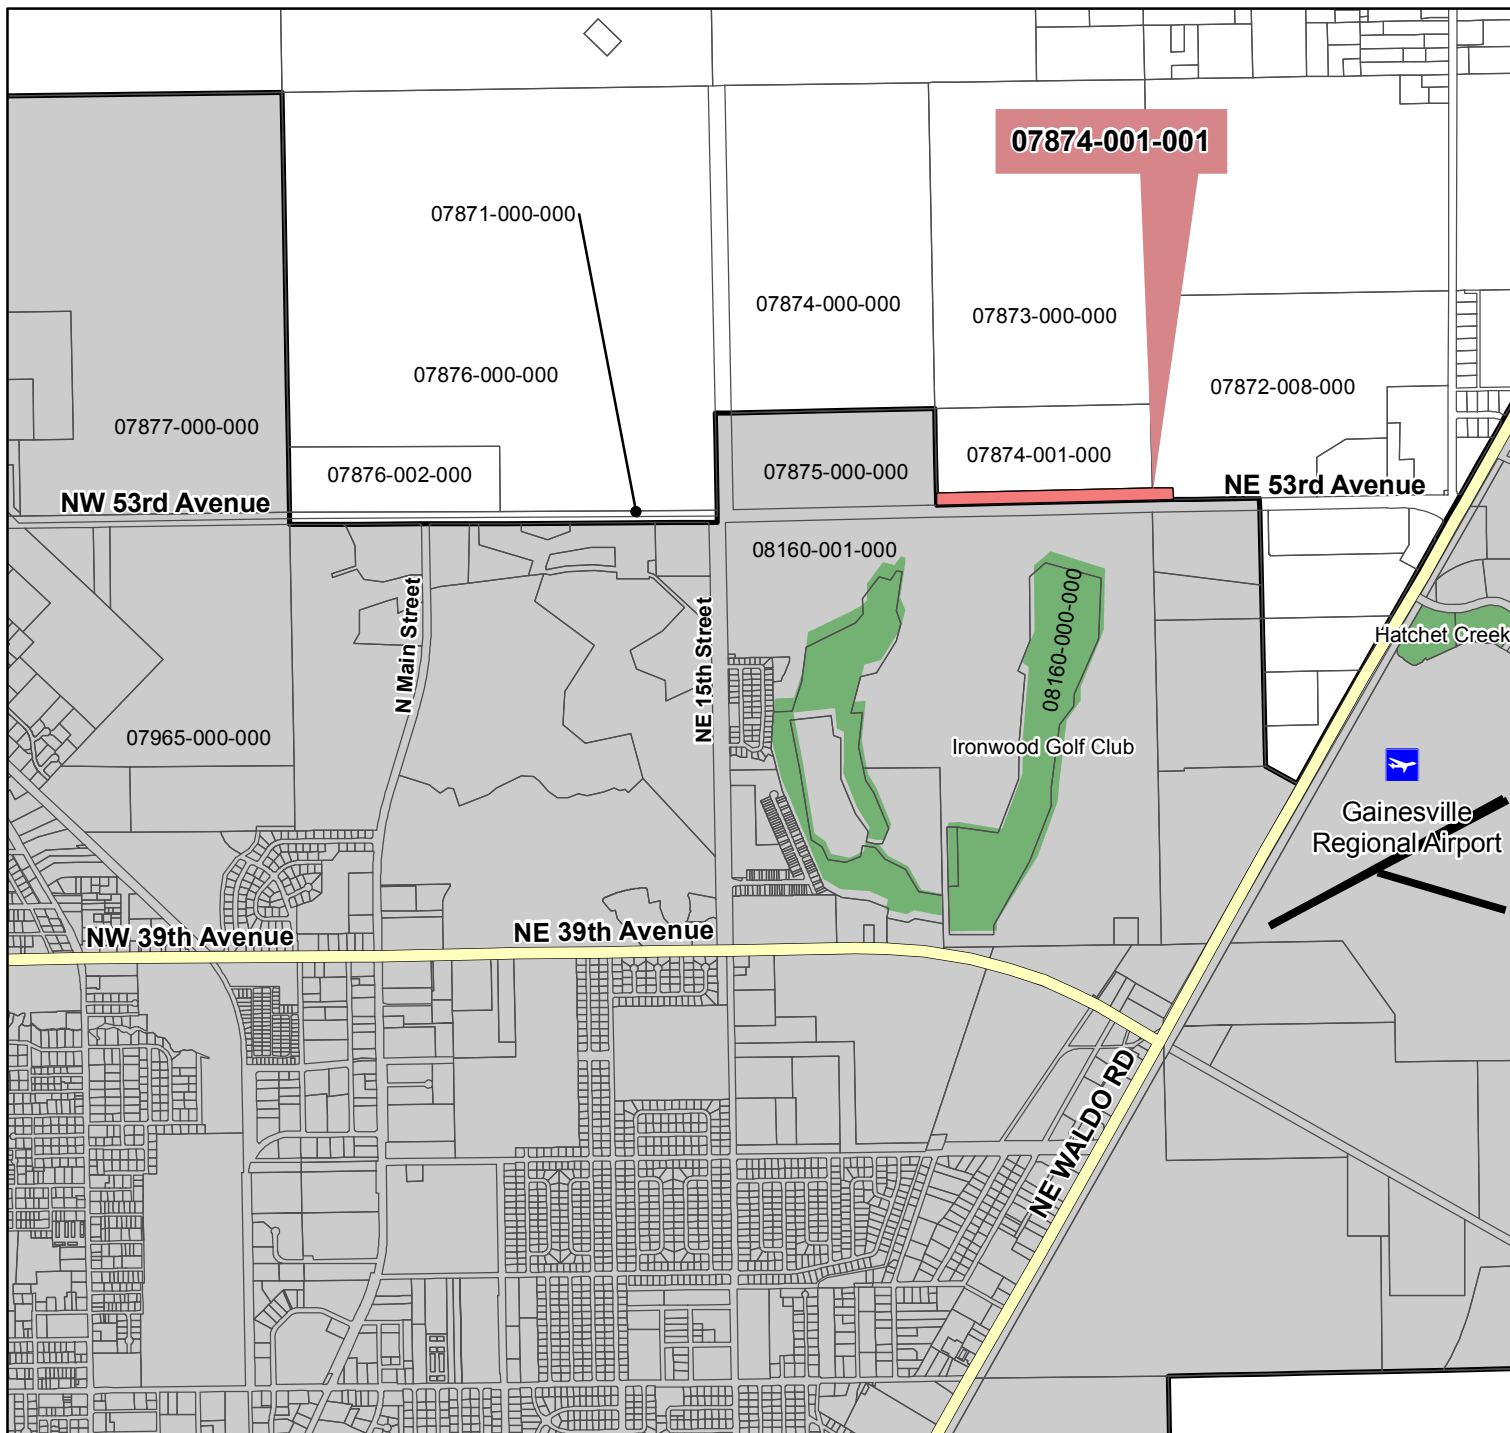 07874-001-001
07871-000-000
07874-000-000
07873-000-000
07876-000-000
07872-008-000
07877-000-000
07876-002-000
07875-000-000
07874-001-000
NW 53rd Avenue
NE 53rd Avenue
08160-001-000
08160-000-000
N Main Street
NE 15th Street
Hatchet Creek
07965-000-000
Ironwood Golf Club
Gainesville
Regional Airport
NW 39th Avenue
NE 39th Avenue
NE WALDO RD